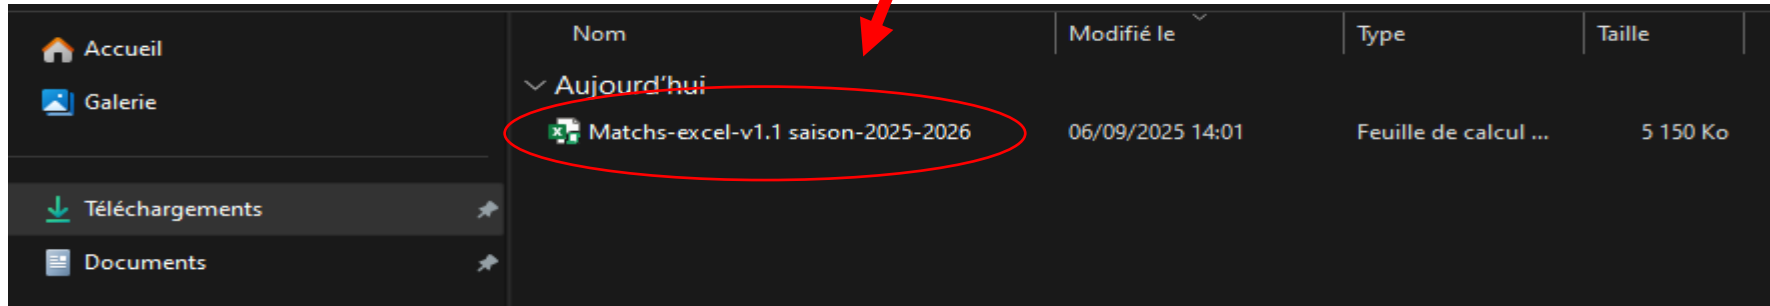 Accueil
Galerie
Téléchargements
Documents
Nom Modifié le Type Taille
Aujourd'hui
Matchs-excel-v1.1 saison-2025-2026 06/09/2025 14:01 Feuille de calcul ... 5 150 Ko